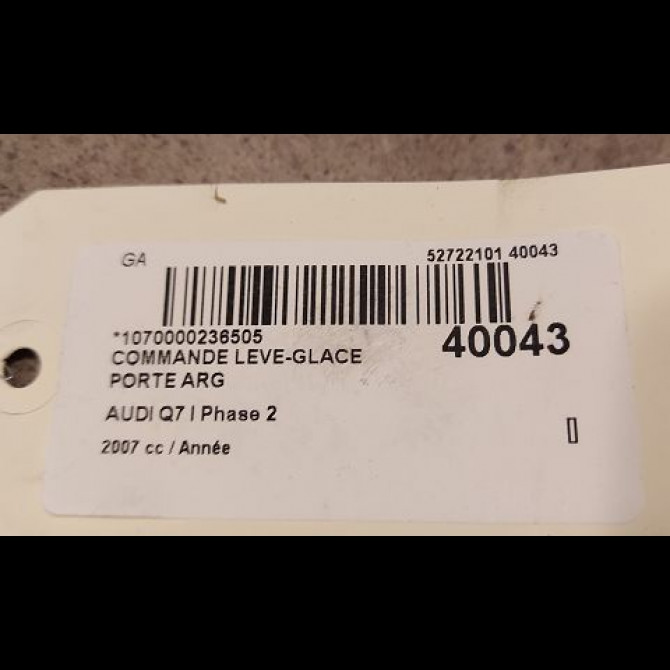 GA
52722101 40043
*1070000236505
40043
COMMANDE LEVE-GLACE
PORTE ARG
AUDI Q7 I Phase 2
2007 cc / Année